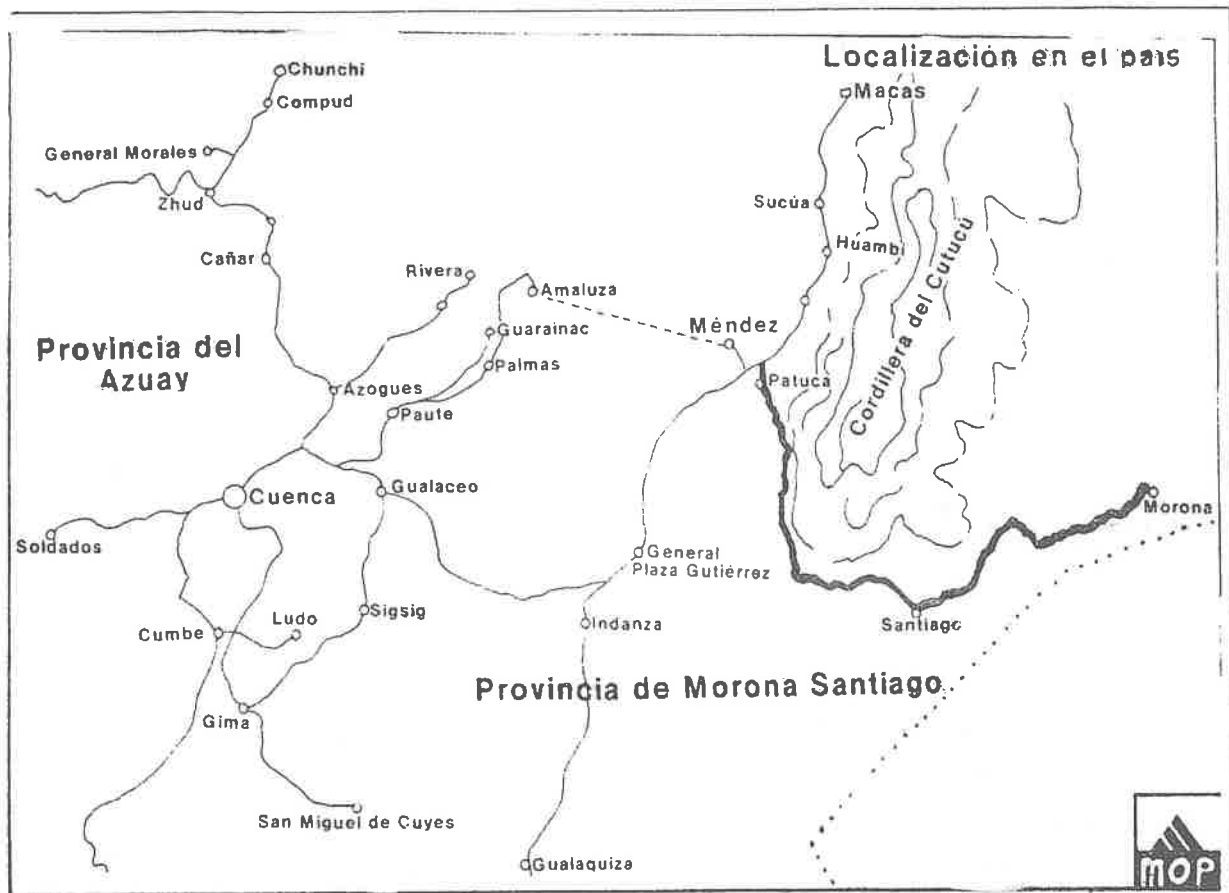 Localización en el país
Chunchi
Compud
General Morales
Zhud
Cañar
Macas
Sucúa
Huambi
Cordillera del Cutucú
Rivera
Amaluza
Guarainac
Palmas
Méndez
Patuca
Provincia del
Azuay
Azogues
Paute
Cuenca
Gualaceo
Soldados
Morona
General
Plaza Gutiérrez
Cumbe
Ludo
Sigsig
Indanza
Santiago
Provincia de Morona Santiago
Gima
San Miguel de Cuyes
Gualaquiza
MOP